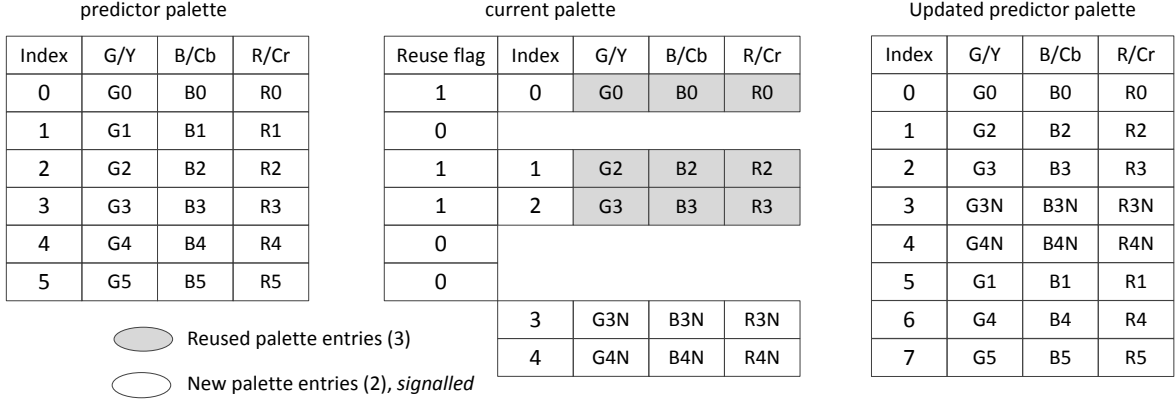 predictor palette
Index G/Y B/Cb R/Cr
0 G0 B0 R0
1 G1 B1 R1
2 G2 B2 R2
3 G3 B3 R3
4 G4 B4 R4
5 G5 B5 R5
current palette
Reuse flag Index G/Y B/Cb R/Cr
1 0 G0 B0 R0
0
1 1 G2 B2 R2
1 2 G3 B3 R3
0
0
3 G3N B3N R3N
4 G4N B4N R4N
Updated predictor palette
Index G/Y B/Cb R/Cr
0 G0 B0 R0
1 G2 B2 R2
2 G3 B3 R3
3 G3N B3N R3N
4 G4N B4N R4N
5 G1 B1 R1
6 G4 B4 R4
7 G5 B5 R5
Reused palette entries (3)
New palette entries (2), signalled